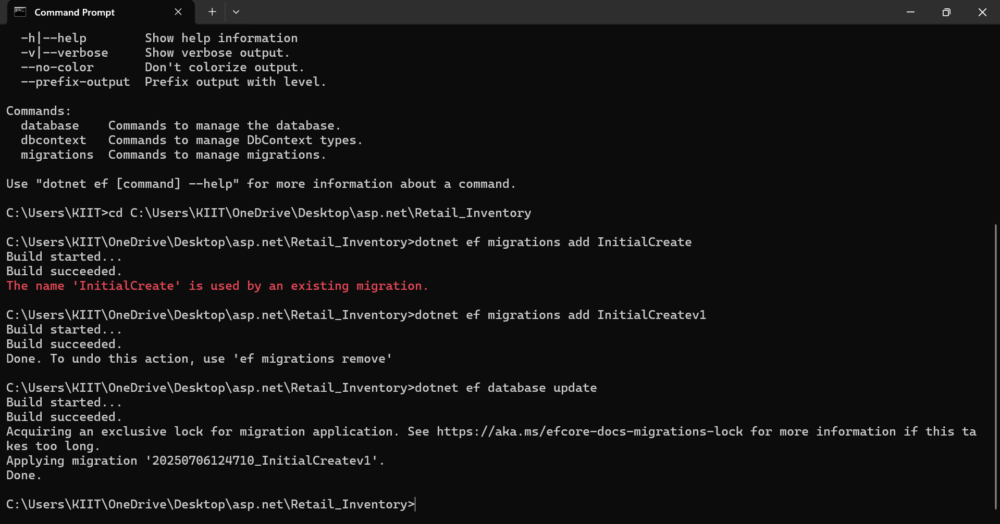 Command Prompt
-h|--help        Show help information
-v|--verbose     Show verbose output.
--no-color       Don't colorize output.
--prefix-output  Prefix output with level.
Commands:
database    Commands to manage the database.
dbcontext   Commands to manage DbContext types.
migrations  Commands to manage migrations.
Use "dotnet ef [command] --help" for more information about a command.
C:\Users\KIIT>cd C:\Users\KIIT\OneDrive\Desktop\asp.net\Retail_Inventory
C:\Users\KIIT\OneDrive\Desktop\asp.net\Retail_Inventory>dotnet ef migrations add InitialCreate
Build started...
Build succeeded.
The name 'InitialCreate' is used by an existing migration.
C:\Users\KIIT\OneDrive\Desktop\asp.net\Retail_Inventory>dotnet ef migrations add InitialCreatev1
Build started...
Build succeeded.
Done. To undo this action, use 'ef migrations remove'
C:\Users\KIIT\OneDrive\Desktop\asp.net\Retail_Inventory>dotnet ef database update
Build started...
Build succeeded.
Acquiring an exclusive lock for migration application. See https://aka.ms/efcore-docs-migrations-lock for more information if this ta
kes too long.
Applying migration '20250706124710_InitialCreatev1'.
Done.
C:\Users\KIIT\OneDrive\Desktop\asp.net\Retail_Inventory>